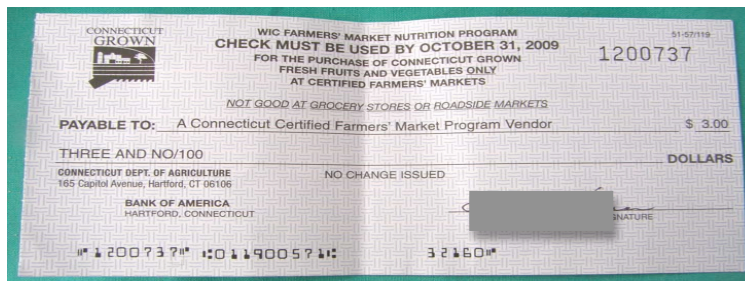 CONNECTICUT
GROWN
WIC FARMERS' MARKET NUTRITION PROGRAM
CHECK MUST BE USED BY OCTOBER 31, 2009
FOR THE PURCHASE OF CONNECTICUT GROWN
FRESH FRUITS AND VEGETABLES ONLY
AT CERTIFIED FARMERS' MARKETS
51-57/119
1200737
NOT GOOD AT GROCERY STORES OR ROADSIDE MARKETS
PAYABLE TO: A Connecticut Certified Farmers' Market Program Vendor $ 3.00
THREE AND NO/100 DOLLARS
CONNECTICUT DEPT. OF AGRICULTURE
165 Capitol Avenue, Hartford, CT 06106
NO CHANGE ISSUED
BANK OF AMERICA
HARTFORD, CONNECTICUT
GNATURE
⑈1200737⑈ ⑆011900571⑆ 32160⑈